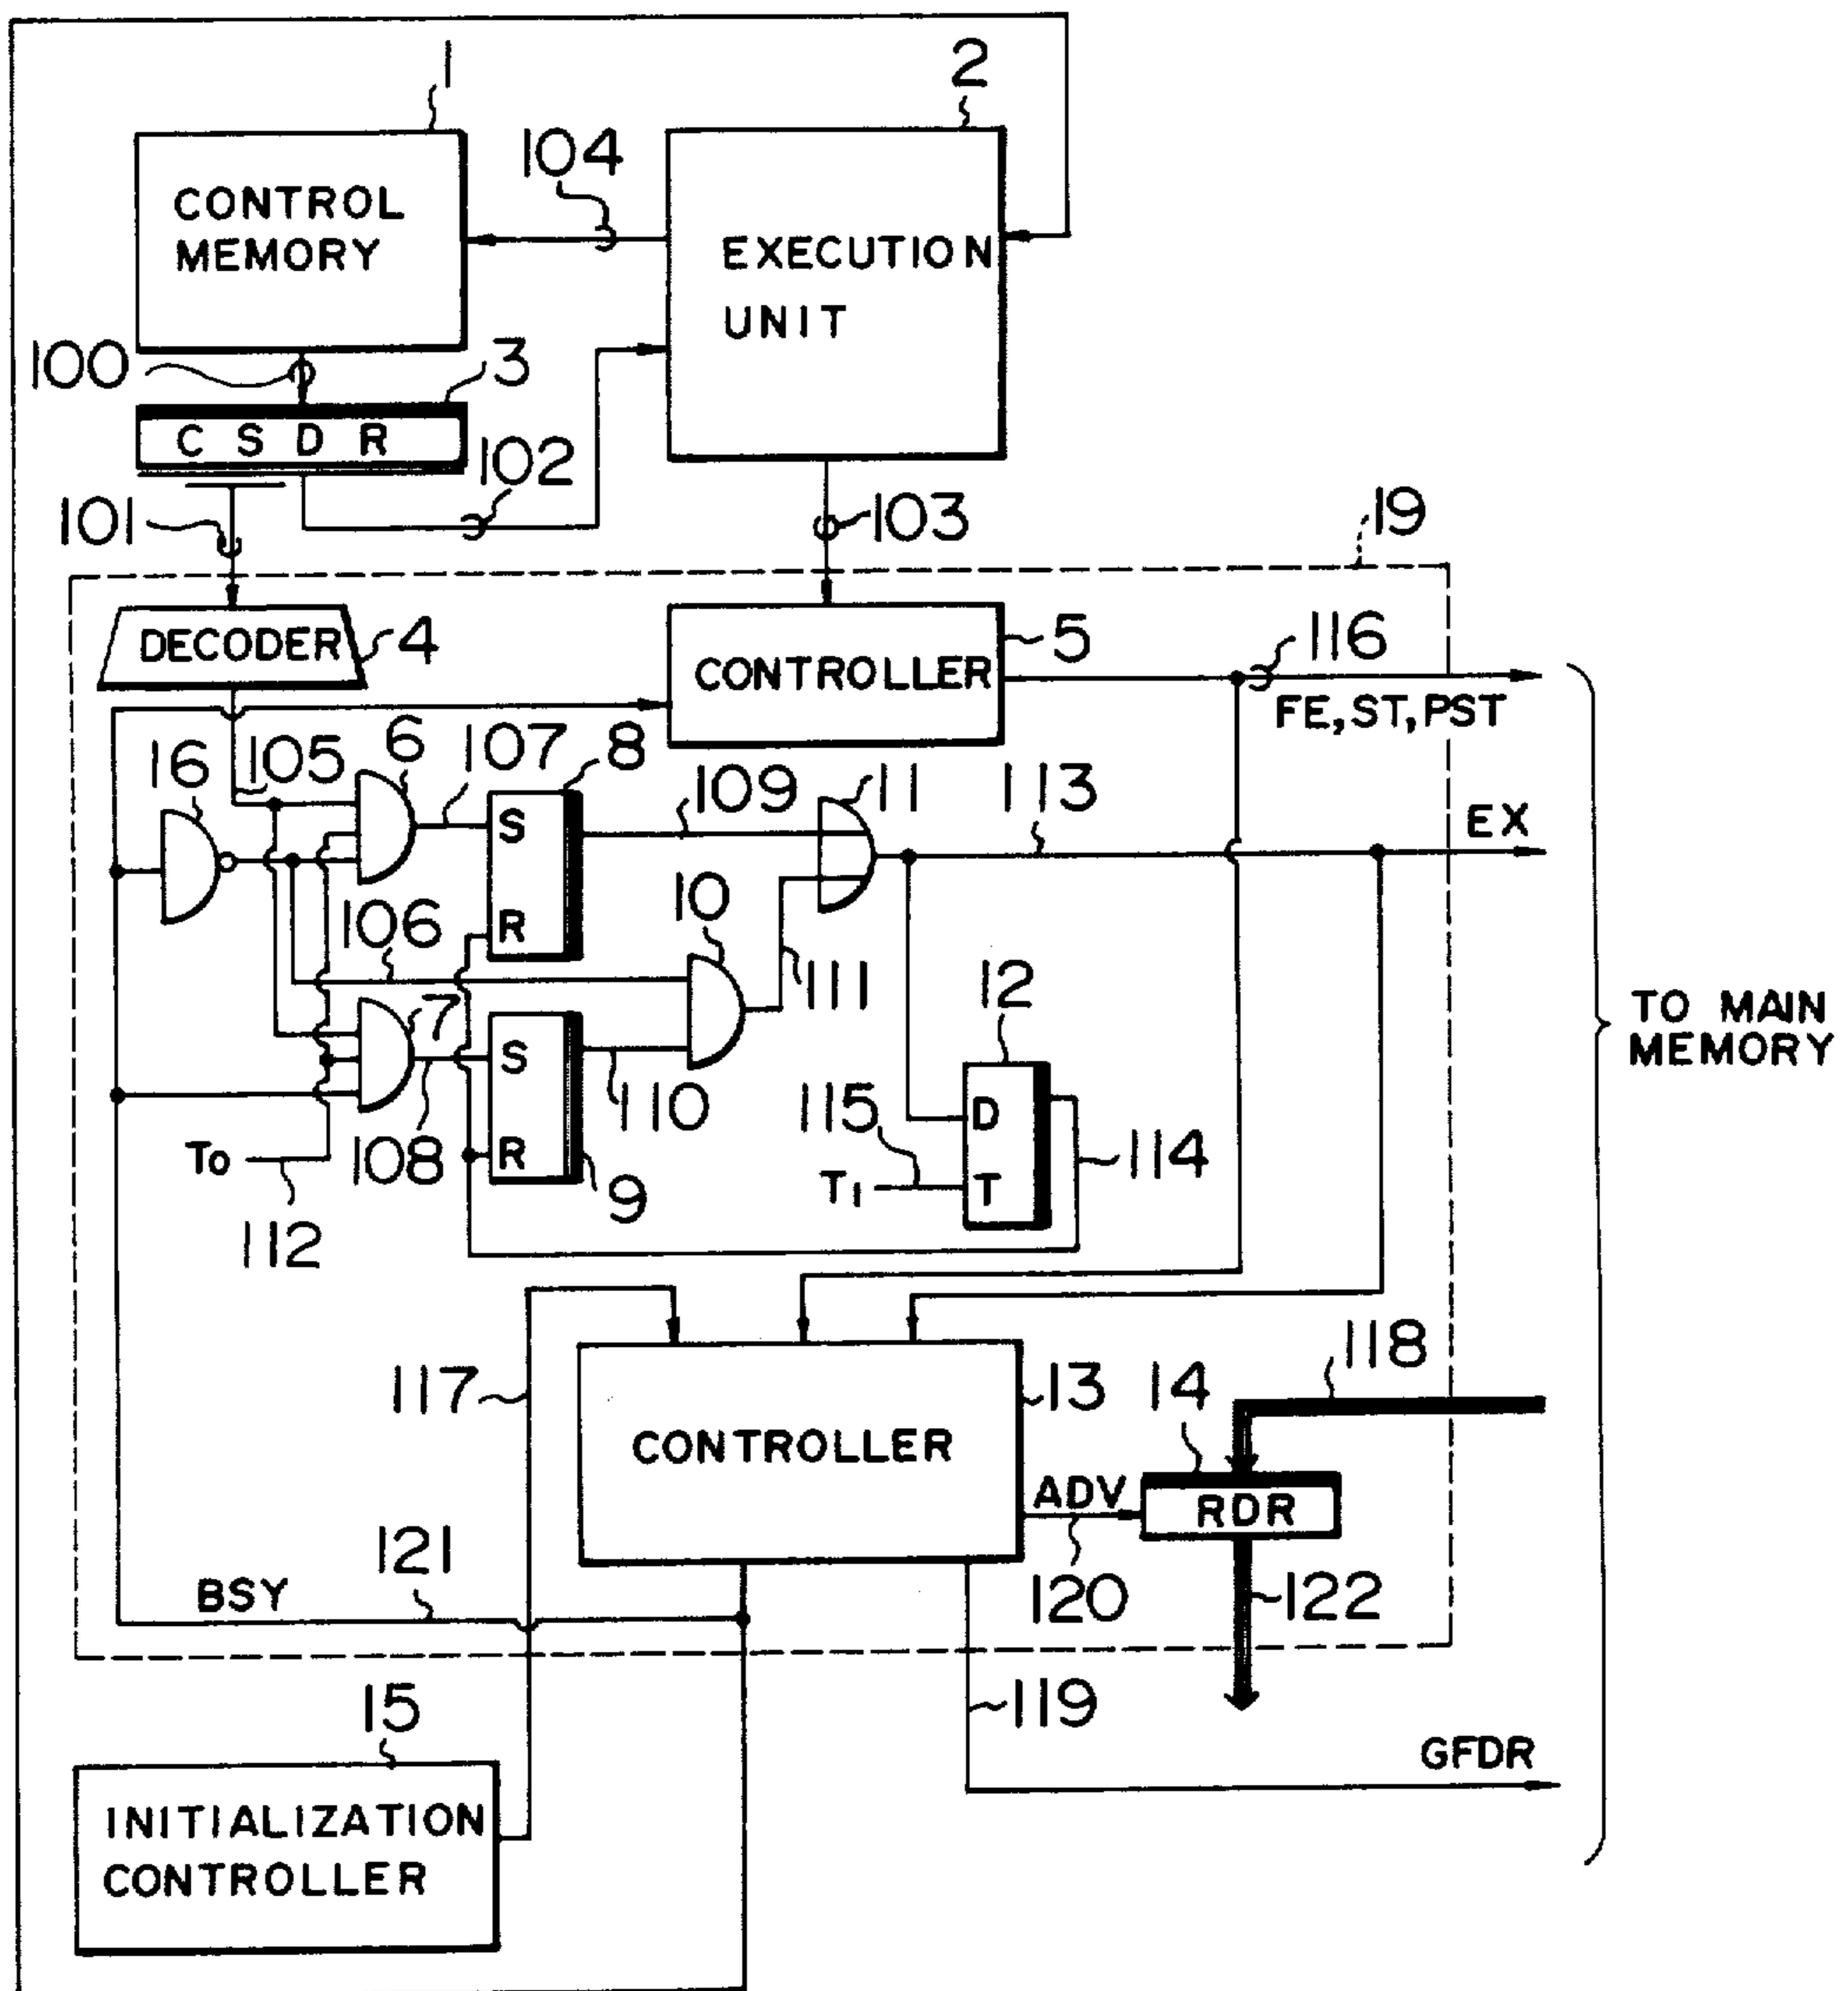 1
2
104
CONTROL
MEMORY
EXECUTION
UNIT
100
3
C S D R
102
101
103
19
DECODER
4
CONTROLLER
5
116
FE, ST, PST
16
105
6
107
8
109
11
113
EX
S
R
106
10
111
7
12
S
R
110
TO MAIN
MEMORY
To
108
9
115
D
T
T1
114
112
117
CONTROLLER
13
14
118
ADV
RDR
120
122
121
BSY
119
15
GFDR
INITIALIZATION
CONTROLLER